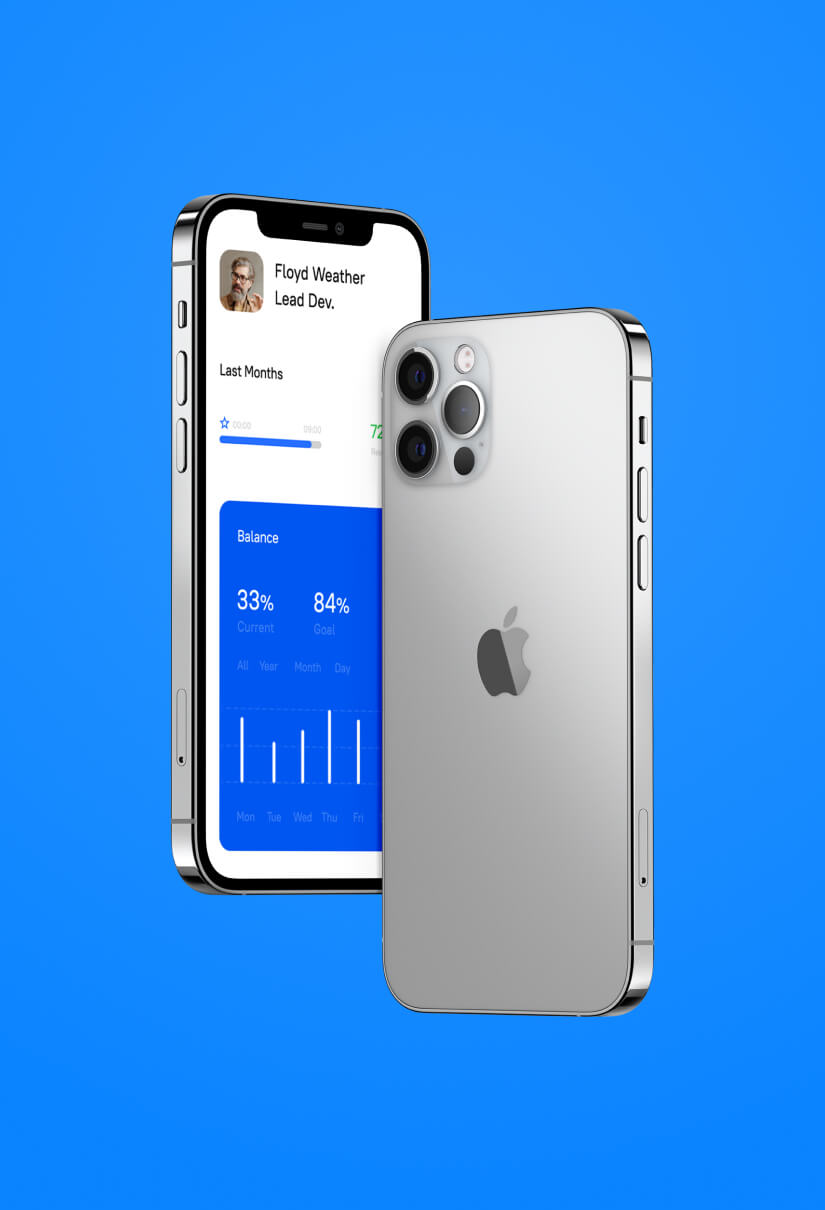 Floyd Weather
Lead Dev.
Last Months
00:00 09:00 72
Balance
33% 84%
Current Goal
All Year Month Day
Mon Tue Wed Thu Fri